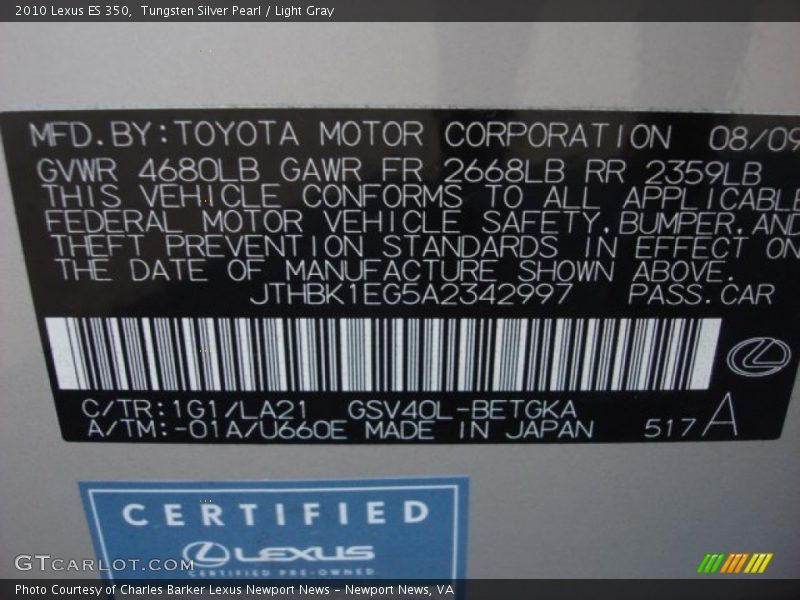 2010 Lexus ES 350, Tungsten Silver Pearl / Light Gray
MFD.BY:TOYOTA MOTOR CORPORATION 08/09
GVWR 4680LB GAWR FR 2668LB RR 2359LB
THIS VEHICLE CONFORMS TO ALL APPLICABLE
FEDERAL MOTOR VEHICLE SAFETY.BUMPER.AND
THEFT PREVENTION STANDARDS IN EFFECT ON
THE DATE OF MANUFACTURE SHOWN ABOVE.
JTHBK1EG5A2342997 PASS.CAR
C/TR:1G1/LA21 GSV40L-BETGKA
A/TM:-01A/U660E MADE IN JAPAN 517A
CERTIFIED
LEXUS
CERTIFIED PRE-OWNED
GTCARLOT.COM
Photo Courtesy of Charles Barker Lexus Newport News - Newport News, VA